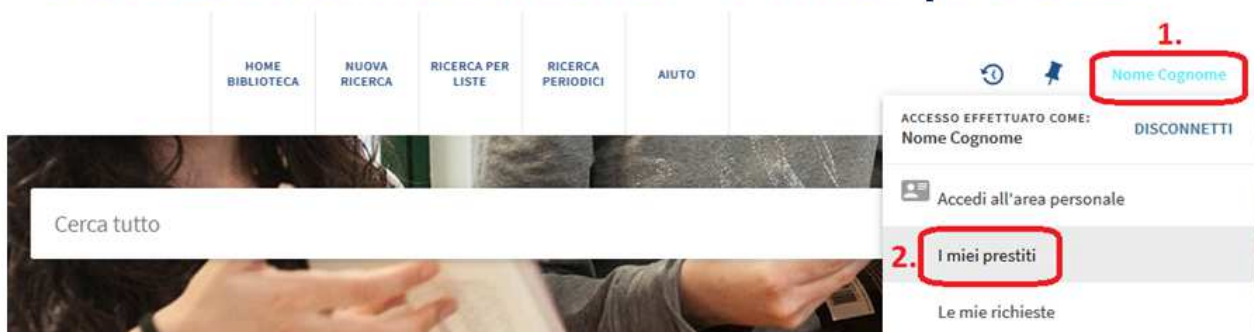 1.
HOME
BIBLIOTECA
NUOVA
RICERCA
RICERCA PER
LISTE
RICERCA
PERIODICI
AIUTO
Nome Cognome
ACCESSO EFFETTUATO COME:
Nome Cognome
DISCONNETTI
Accedi all'area personale
Cerca tutto
2. I miei prestiti
Le mie richieste